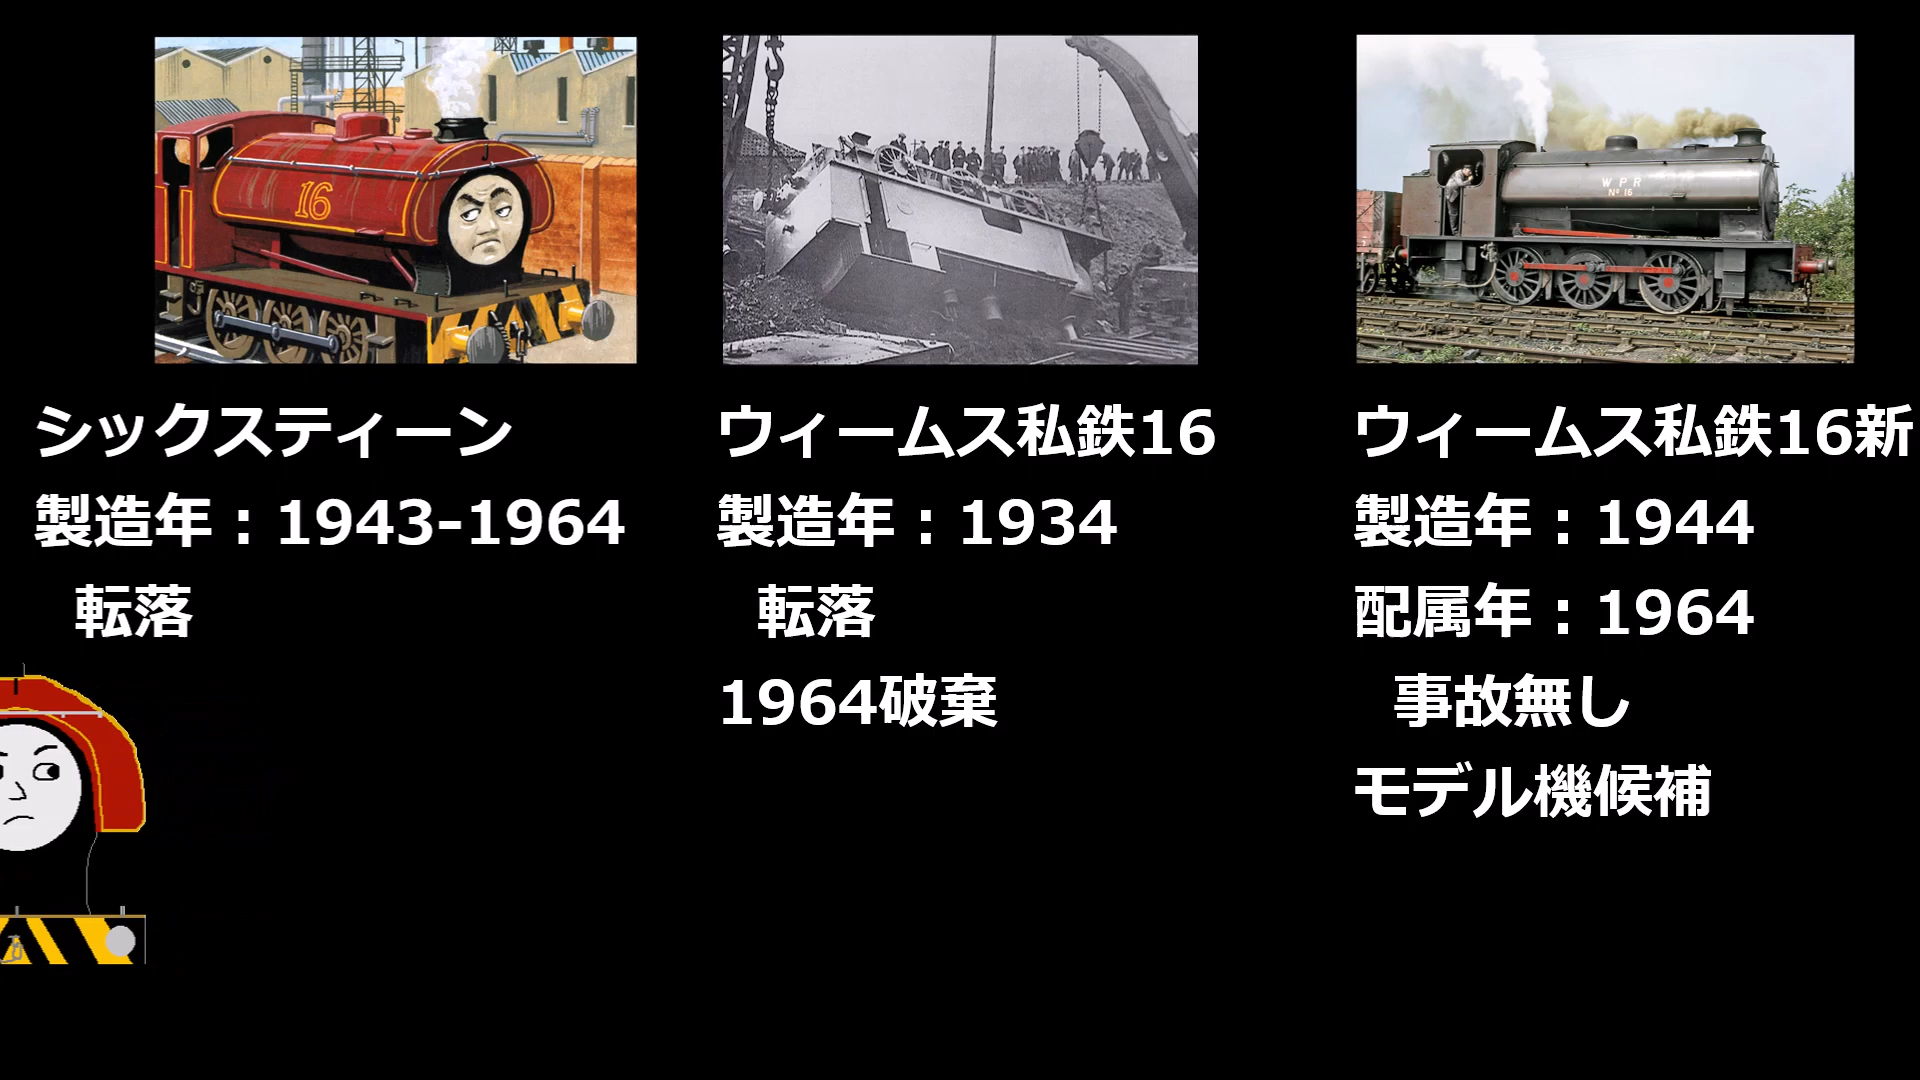 16
W P R
Nº 16
シックスティーン
製造年：1943-1964
転落
ウィームス私鉄16
製造年：1934
転落
1964破棄
ウィームス私鉄16新
製造年：1944
配属年：1964
事故無し
モデル機候補